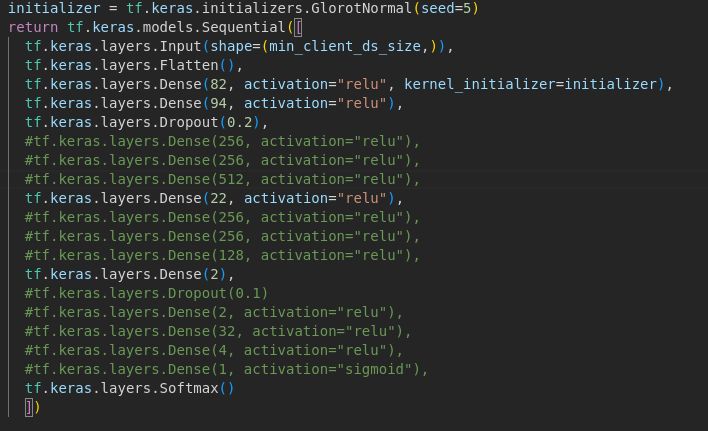 initializer = tf.keras.initializers.GlorotNormal(seed=5)
return tf.keras.models.Sequential([
tf.keras.layers.Input(shape=(min_client_ds_size,)),
tf.keras.layers.Flatten(),
tf.keras.layers.Dense(82, activation="relu", kernel_initializer=initializer),
tf.keras.layers.Dense(94, activation="relu"),
tf.keras.layers.Dropout(0.2),
#tf.keras.layers.Dense(256, activation="relu"),
#tf.keras.layers.Dense(256, activation="relu"),
#tf.keras.layers.Dense(512, activation="relu"),
tf.keras.layers.Dense(22, activation="relu"),
#tf.keras.layers.Dense(256, activation="relu"),
#tf.keras.layers.Dense(256, activation="relu"),
#tf.keras.layers.Dense(128, activation="relu"),
tf.keras.layers.Dense(2),
#tf.keras.layers.Dropout(0.1)
#tf.keras.layers.Dense(2, activation="relu"),
#tf.keras.layers.Dense(32, activation="relu"),
#tf.keras.layers.Dense(4, activation="relu"),
#tf.keras.layers.Dense(1, activation="sigmoid"),
tf.keras.layers.Softmax()
])